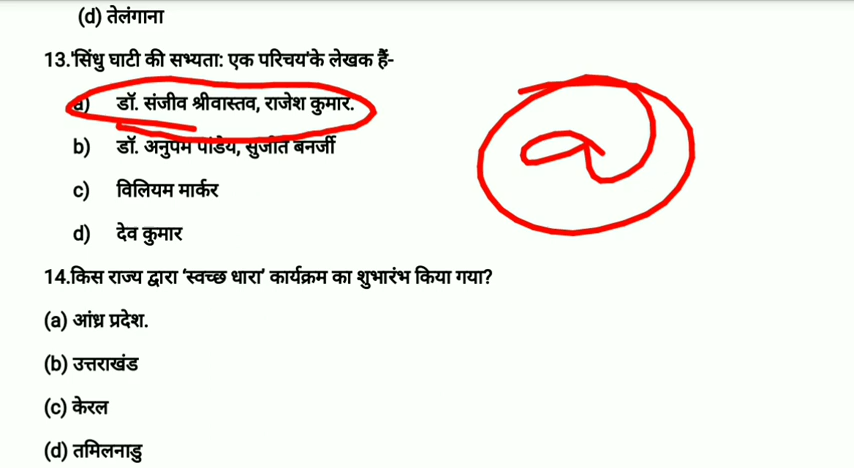 (d) तेलंगाना
13.'सिंधु घाटी की सभ्यता: एक परिचय'के लेखक हैं-
a) डॉ. संजीव श्रीवास्तव, राजेश कुमार.
b) डॉ. अनुपम पांडेय, सुजीत बनर्जी
c) विलियम मार्कर
d) देव कुमार
14.किस राज्य द्वारा 'स्वच्छ धारा' कार्यक्रम का शुभारंभ किया गया?
(a) आंध्र प्रदेश.
(b) उत्तराखंड
(c) केरल
(d) तमिलनाडु